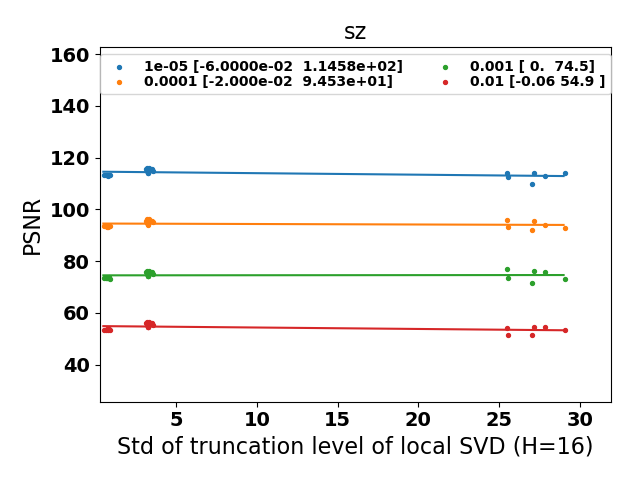 sz
1e-05 [-6.0000e-02  1.1458e+02]
0.0001 [-2.000e-02  9.453e+01]
0.001 [ 0.  74.5]
0.01 [-0.06 54.9 ]
160
140
120
100
80
60
40
PSNR
5 10 15 20 25 30
Std of truncation level of local SVD (H=16)